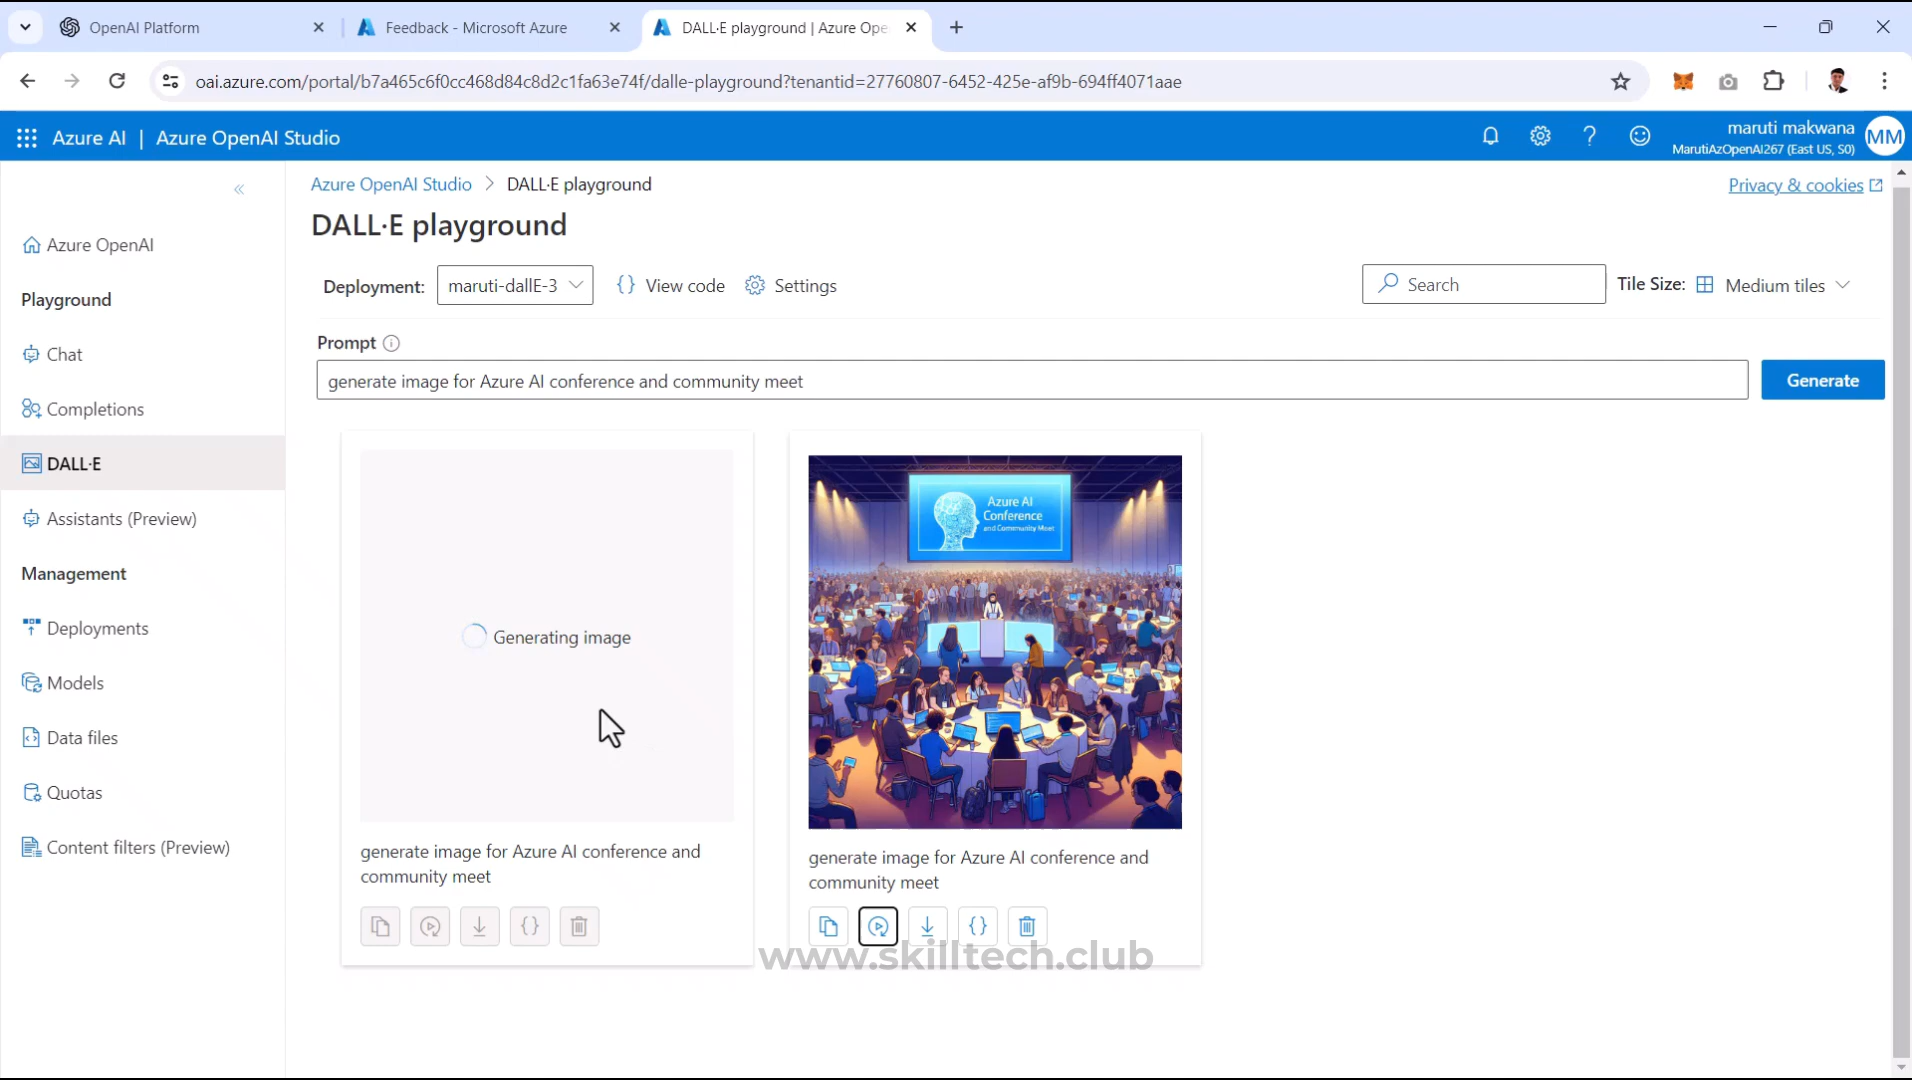 OpenAI Platform
Feedback - Microsoft Azure
DALL·E playground | Azure Ope
oai.azure.com/portal/b7a465c6f0cc468d84c8d2c1fa63e74f/dalle-playground?tenantid=27760807-6452-425e-af9b-694ff4071aae
Azure AI | Azure OpenAI Studio
maruti makwana
MarutiAzOpenAI267 (East US, S0)
MM
Azure OpenAI Studio > DALL·E playground
Privacy & cookies
DALL·E playground
Azure OpenAI
Playground
Chat
Completions
DALL·E
Assistants (Preview)
Management
Deployments
Models
Data files
Quotas
Content filters (Preview)
Deployment: maruti-dallE-3
{} View code
Settings
Search
Tile Size: Medium tiles
Prompt
generate image for Azure AI conference and community meet
Generate
Generating image
generate image for Azure AI conference and
community meet
Azure AI
Conference
and Community Meet
generate image for Azure AI conference and
community meet
www.skilltech.club